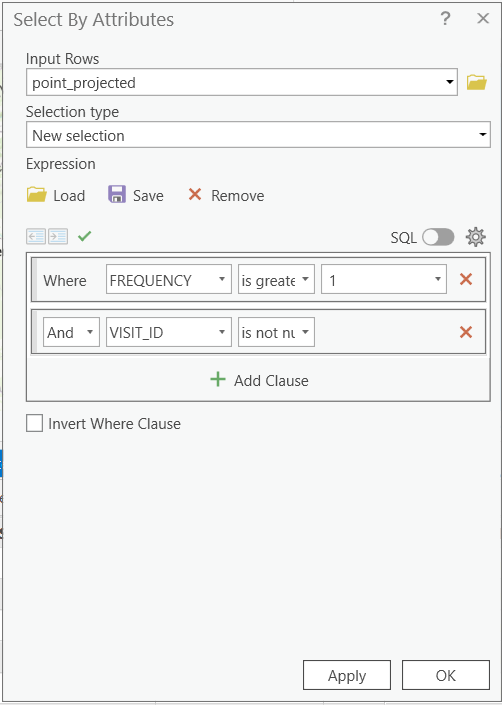 Select By Attributes ? ×
Input Rows
point_projected
Selection type
New selection
Expression
Load Save Remove
SQL
Where FREQUENCY is greate 1
And VISIT_ID is not nu
Add Clause
Invert Where Clause
Apply OK